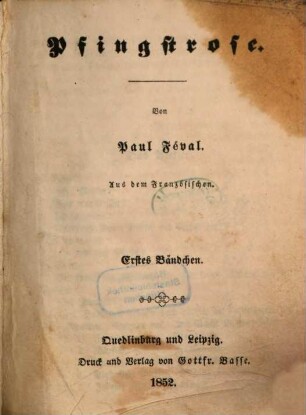 Pfingstrose.
Von
Paul Féval.
Aus dem Französischen.
Erstes Bändchen.
Quedlinburg und Leipzig.
Druck und Verlag von Gottfr. Basse.
1852.